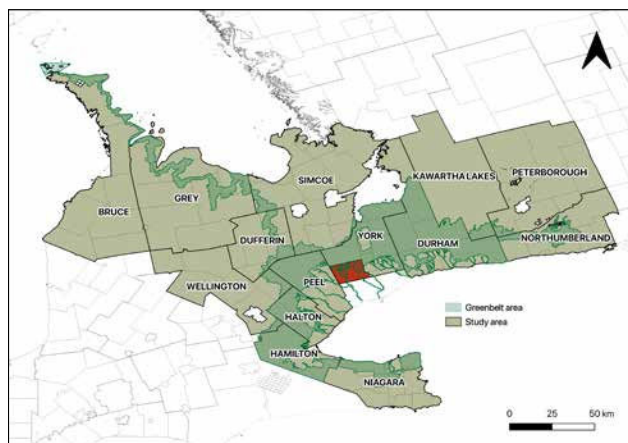 KAWARTHA LAKES
PETERBOROUGH
SIMCOE
BRUCE
GREY
YORK
DURHAM
NORTHUMBERLAND
DUFFERIN
WELLINGTON
PEEL
HALTON
HAMILTON
NIAGARA
Greenbelt area
Study area
0 25 50 km